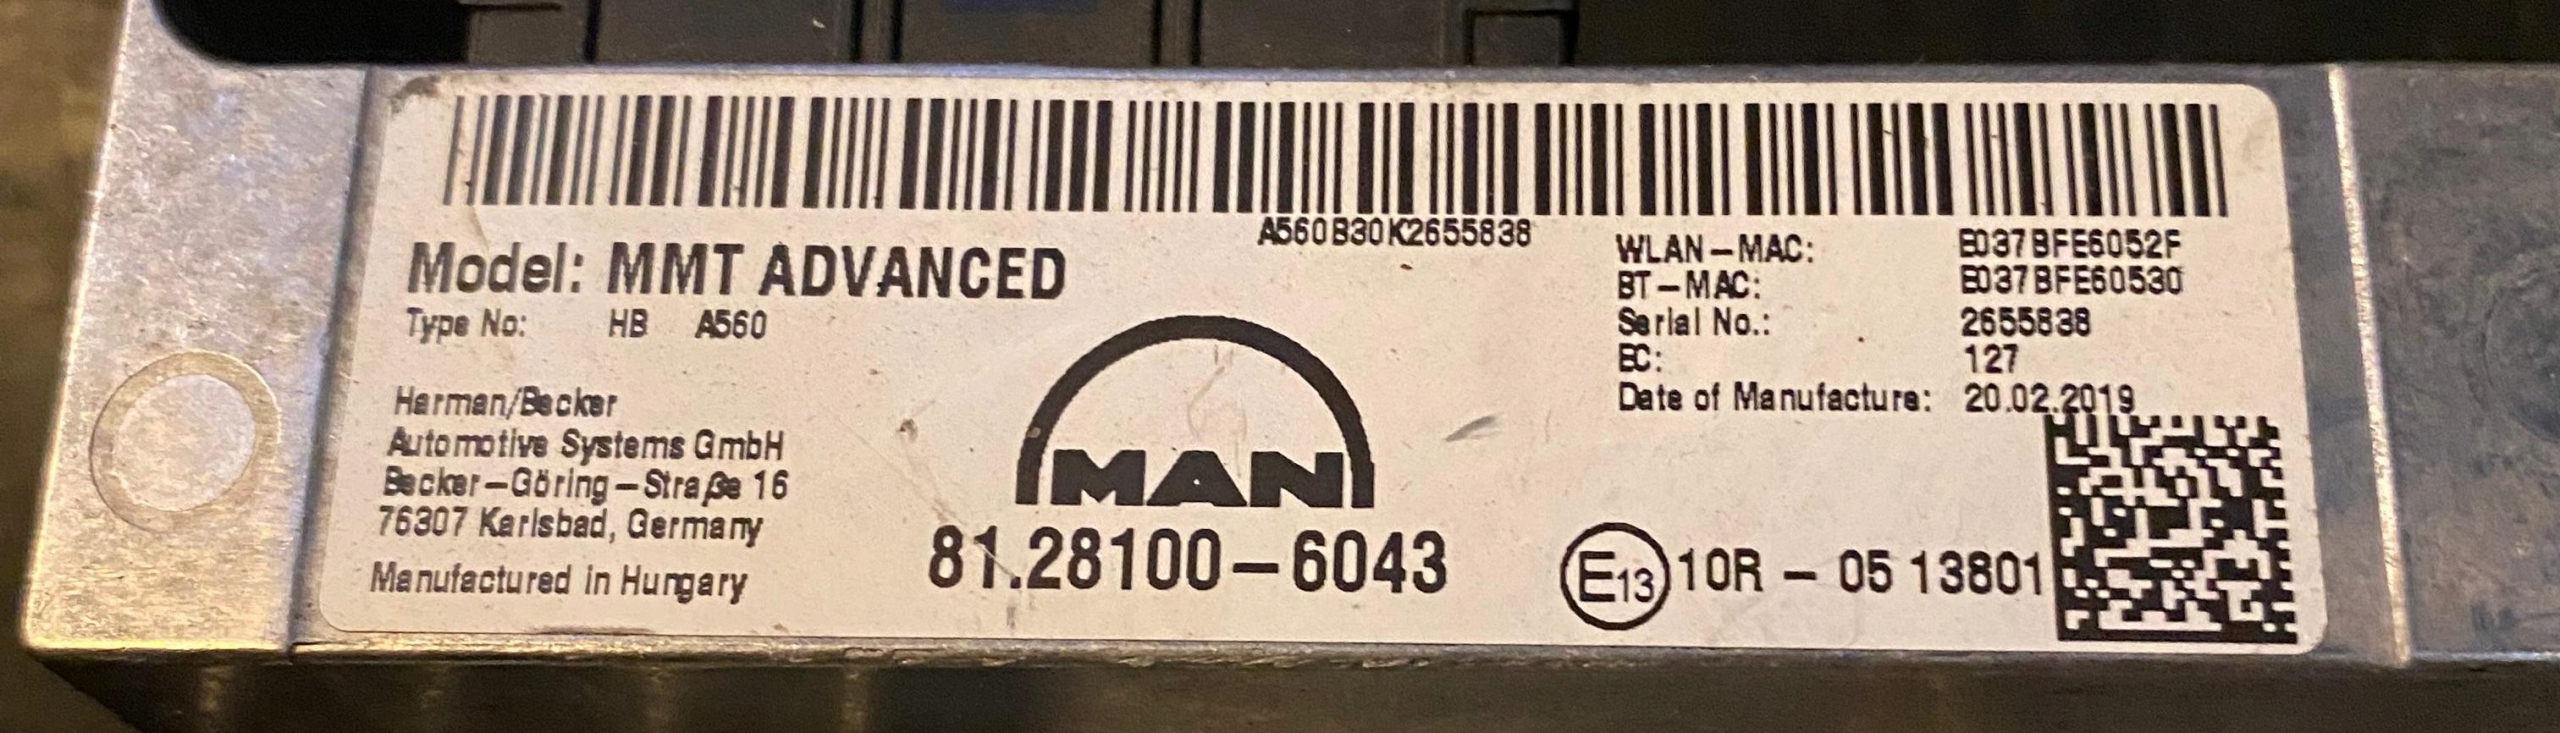 A560B30K2655838
Model: MMT ADVANCED
Type No: HB A560
Harman/Becker
Automotive Systems GmbH
Becker-Göring-Straße 16
76307 Karlsbad, Germany
Manufactured in Hungary
MAN
81.28100-6043
WLAN-MAC: E037BFE6052F
BT-MAC: E037BFE60530
Serial No.: 2655838
EC: 127
Date of Manufacture: 20.02.2019
E13 10R - 05 13801